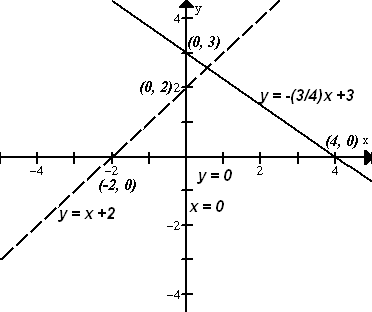 4
y
(0, 3)
(0, 2)
2
y = -(3/4)x +3
(4, 0)
x
-4
-2
2
4
(-2, 0)
y = 0
x = 0
y = x +2
-2
-4